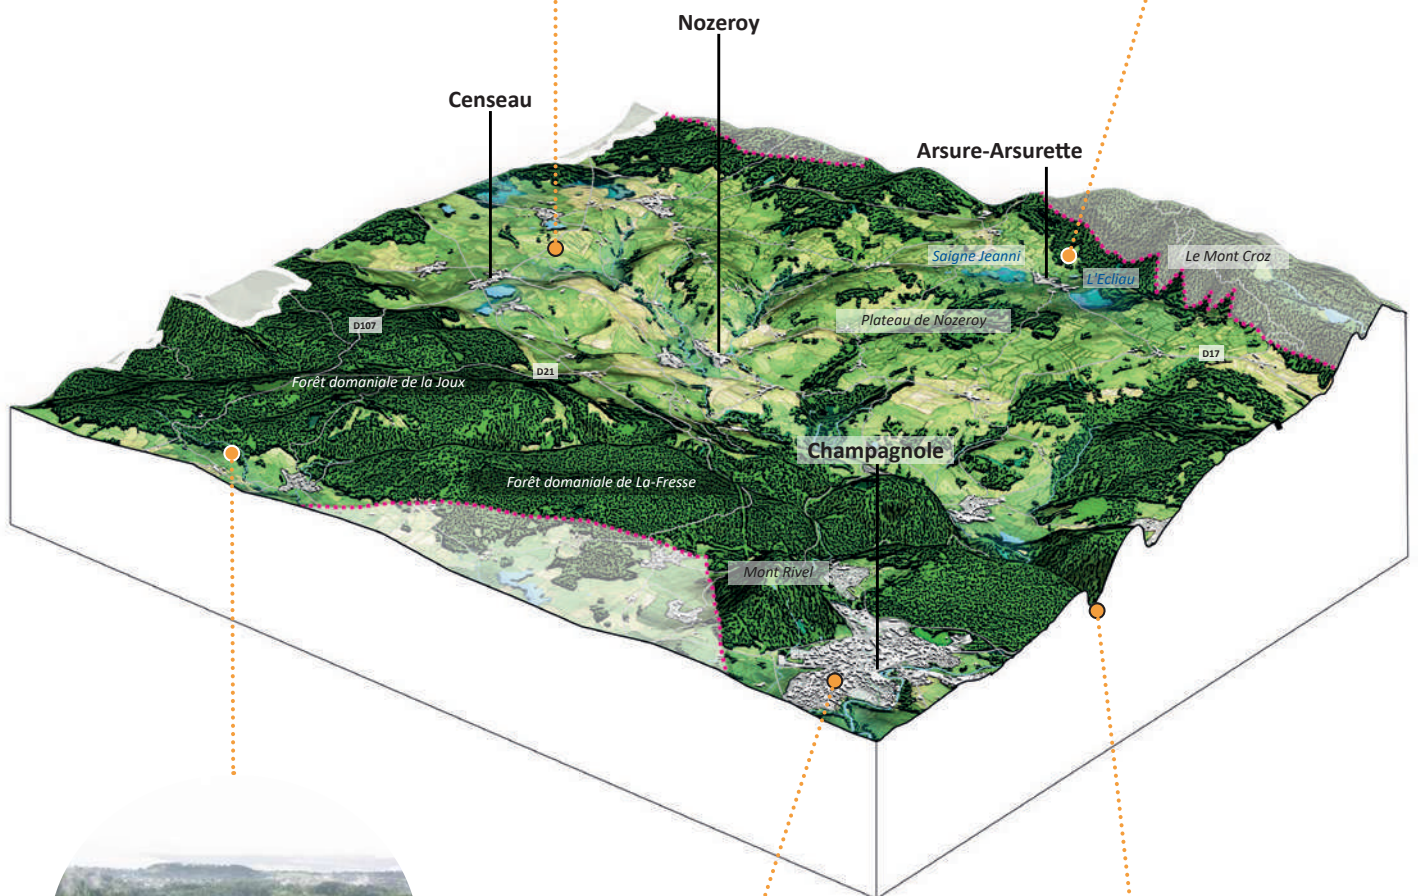 Nozeroy
Censeau
Arsure-Arsurette
Saigne Jeanni
Le Mont Croz
L'Ecliau
Plateau de Nozeroy
D107
D17
D21
Forêt domaniale de la Joux
Champagnole
Forêt domaniale de La-Fresse
Mont Rivel